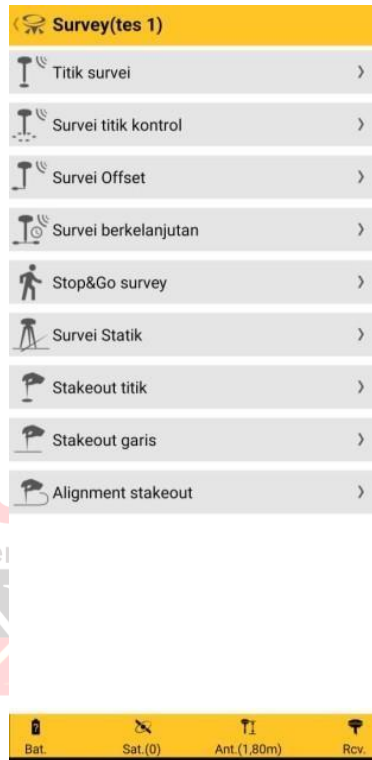 Survey(tes 1)
Titik survei
Survei titik kontrol
Survei Offset
Survei berkelanjutan
Stop&Go survey
Survei Statik
Stakeout titik
Stakeout garis
Alignment stakeout
Bat. Sat.(0) Ant.(1,80m) Rcv.